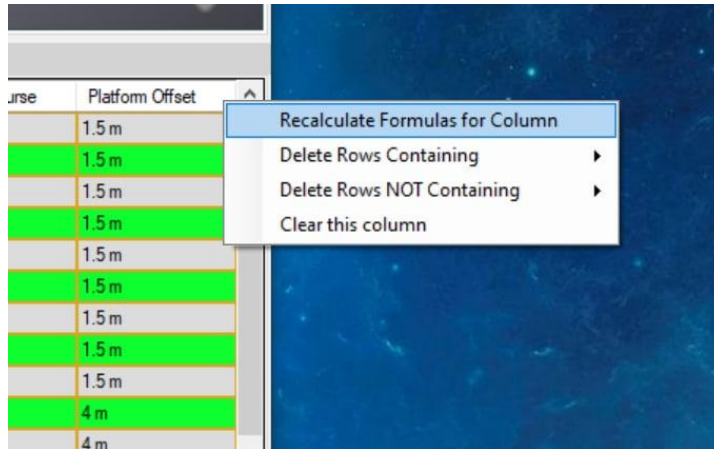 urse Platform Offset
Recalculate Formulas for Column
Delete Rows Containing
Delete Rows NOT Containing
Clear this column
1.5 m
1.5 m
1.5 m
1.5 m
1.5 m
1.5 m
1.5 m
1.5 m
1.5 m
4 m
4 m